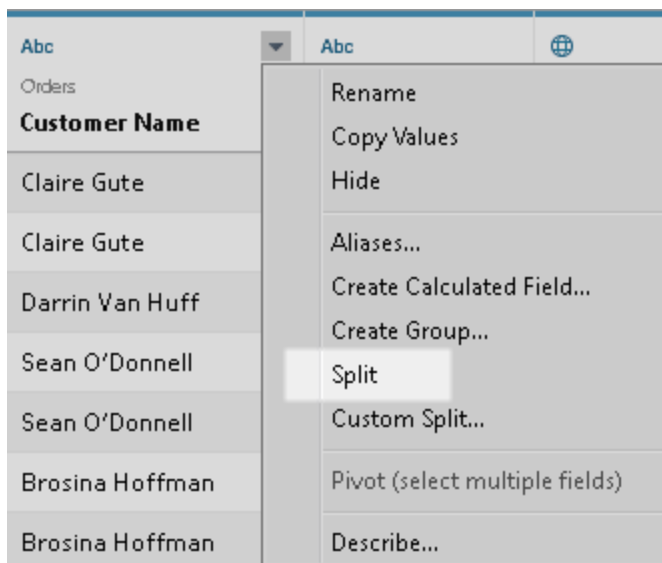 Abc
Abc
Orders
Customer Name
Claire Gute
Claire Gute
Darrin Van Huff
Sean O'Donnell
Sean O'Donnell
Brosina Hoffman
Brosina Hoffman
Rename
Copy Values
Hide
Aliases...
Create Calculated Field...
Create Group...
Split
Custom Split...
Pivot (select multiple fields)
Describe...